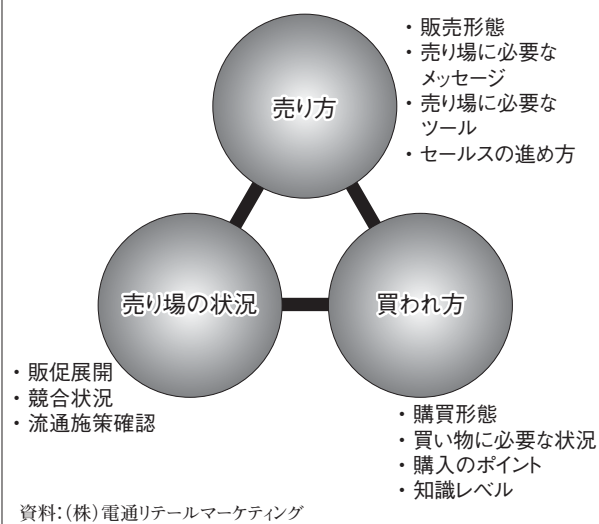 売り方
・販売形態
・売り場に必要な
メッセージ
・売り場に必要な
ツール
・セールスの進め方
売り場の状況
買われ方
・販促展開
・競合状況
・流通施策確認
・購買形態
・買い物に必要な状況
・購入のポイント
・知識レベル
資料:(株)電通リテールマーケティング